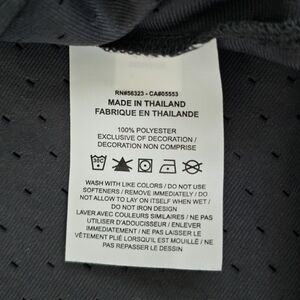 RN#56323 - CA#05553
MADE IN THAILAND
FABRIQUE EN THAILANDE
100% POLYESTER
EXCLUSIVE OF DECORATION /
DECORATION NON COMPRISE
WASH WITH LIKE COLORS / DO NOT USE
SOFTENERS / REMOVE IMMEDIATELY / DO
NOT ALLOW TO LAY ON ITSELF WHEN WET /
DO NOT IRON DESIGN
LAVER AVEC COULEURS SIMILAIRES / NE PAS
UTILISER D'ADOUCISSANT / ENLEVER
IMMÉDIATEMENT / NE PAS LAISSER LE
VÊTEMENT PLIÉ LORSQU'IL EST MOUILLÉ / NE
PAS REPASSER LE DESSIN